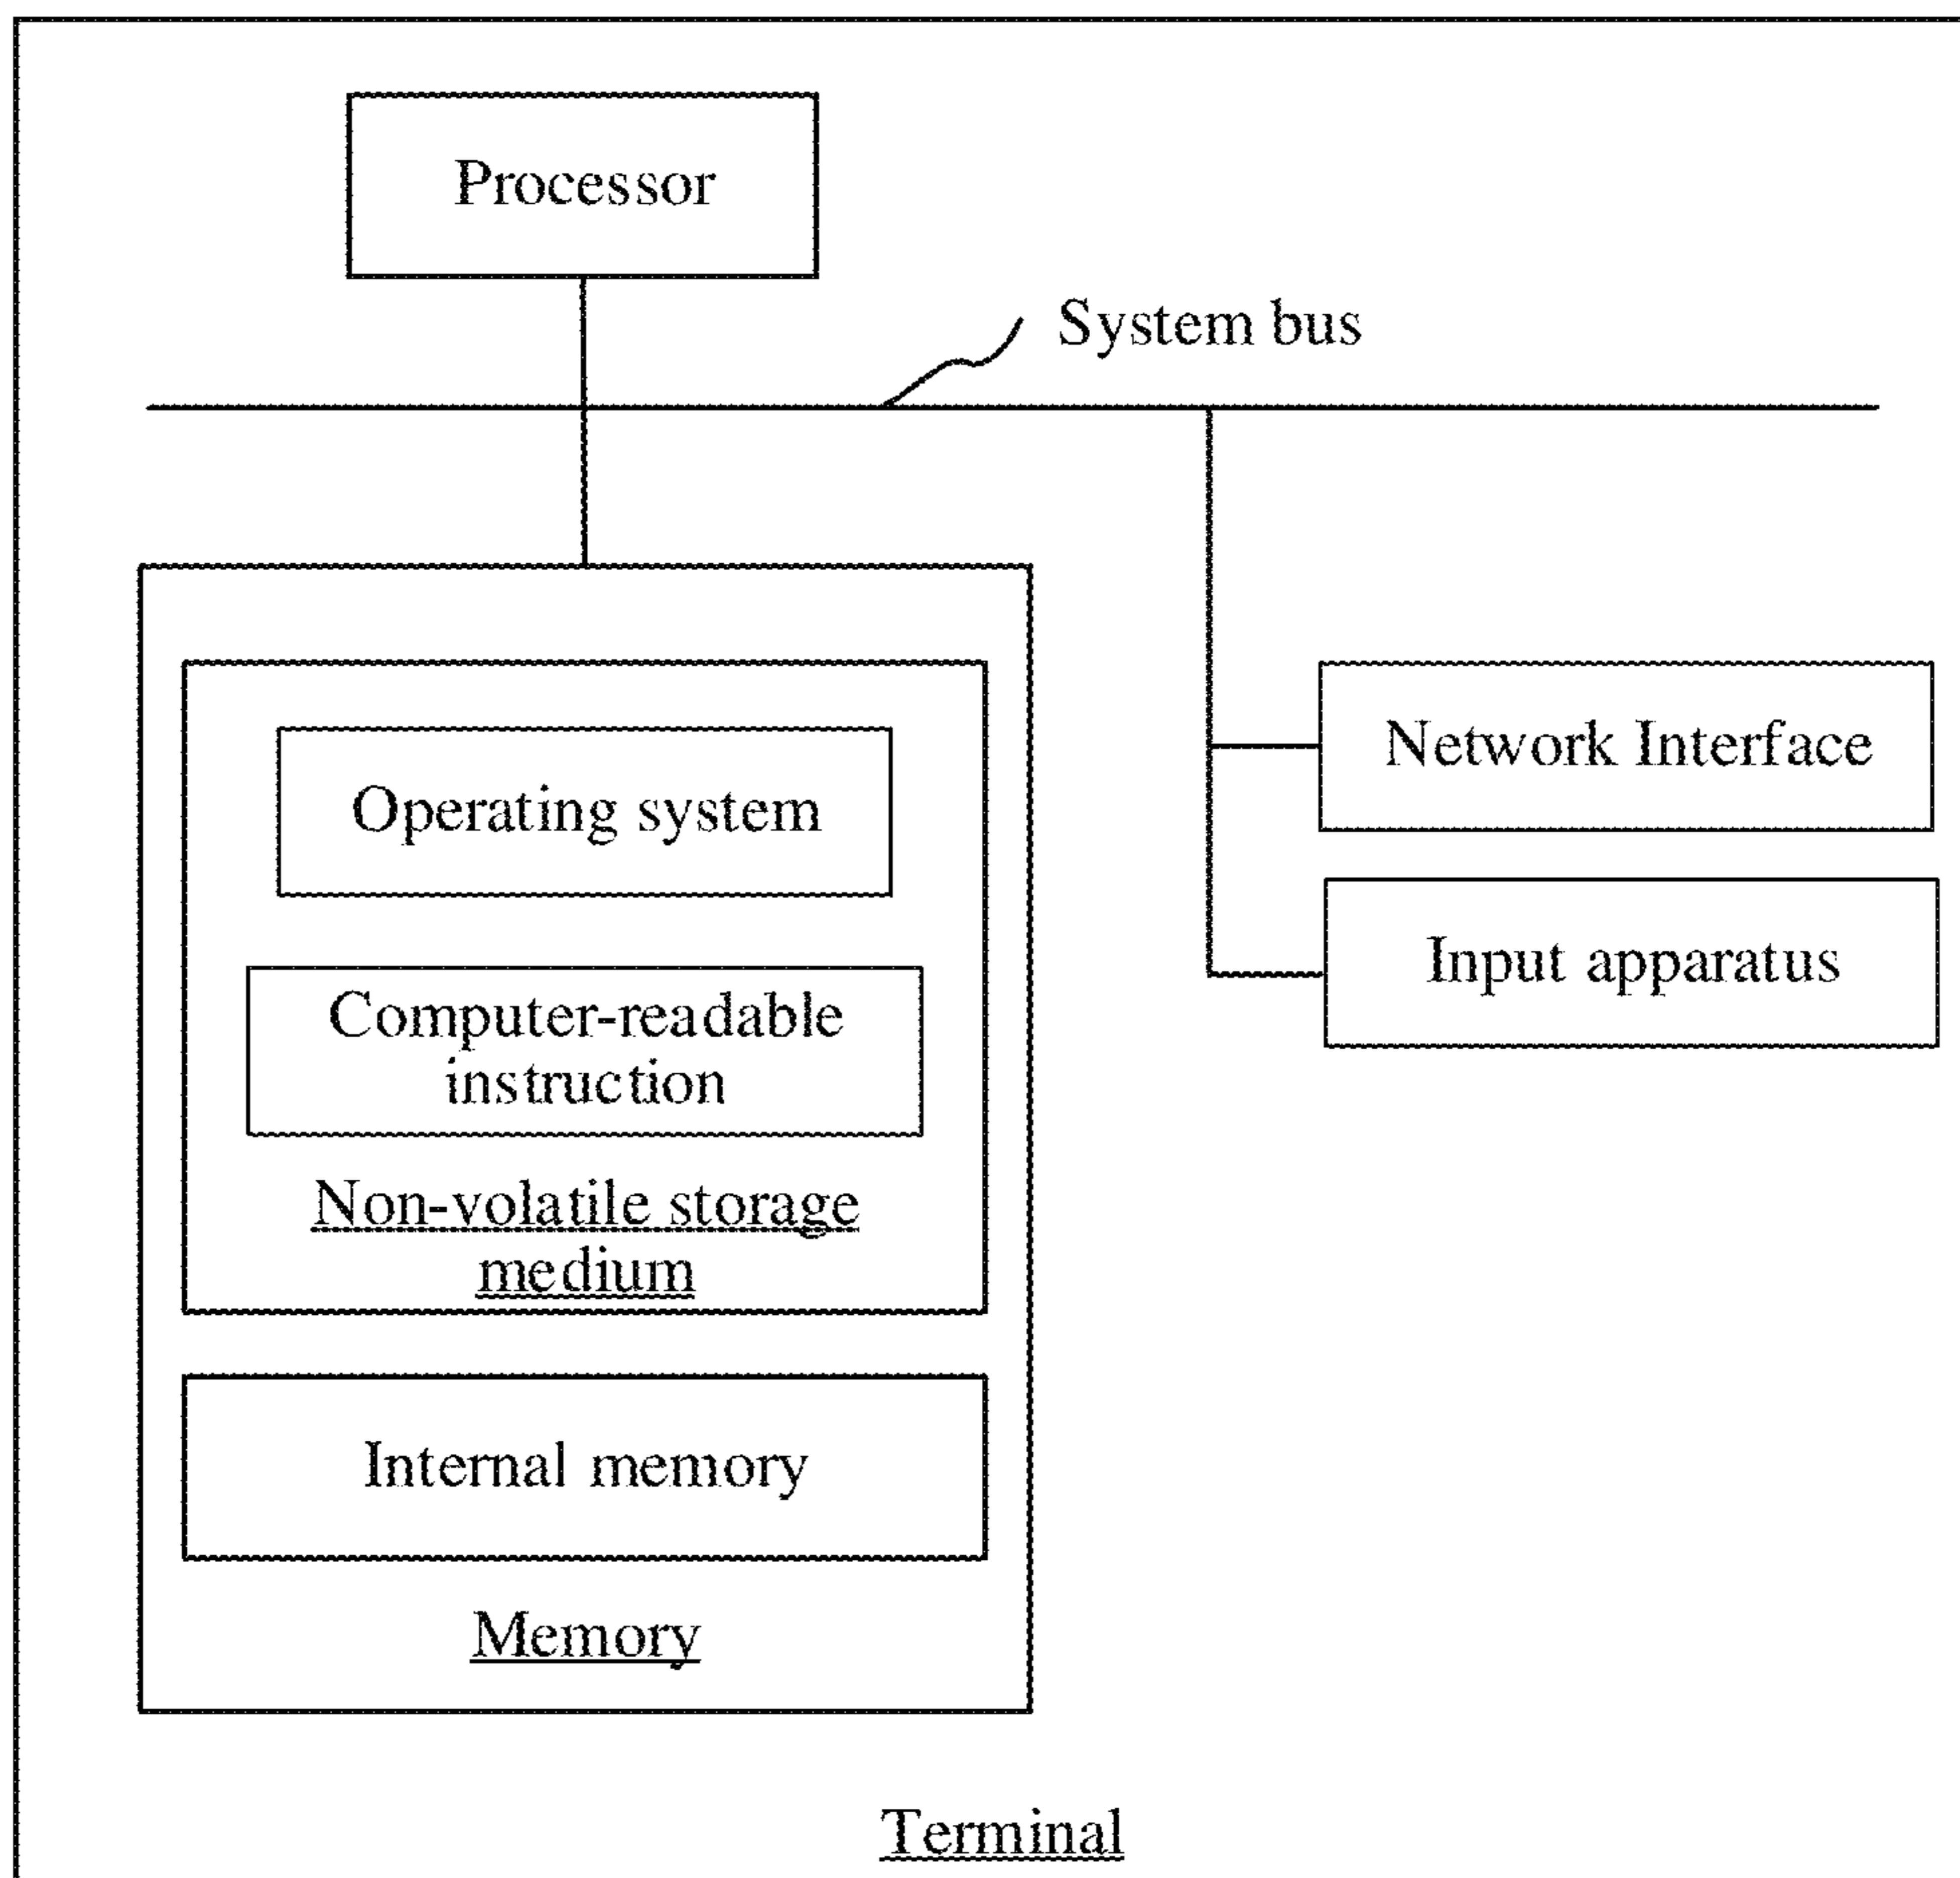 Processor
System bus
Operating system
Computer-readable
instruction
Non-volatile storage
medium
Internal memory
Memory
Network Interface
Input apparatus
Terminal